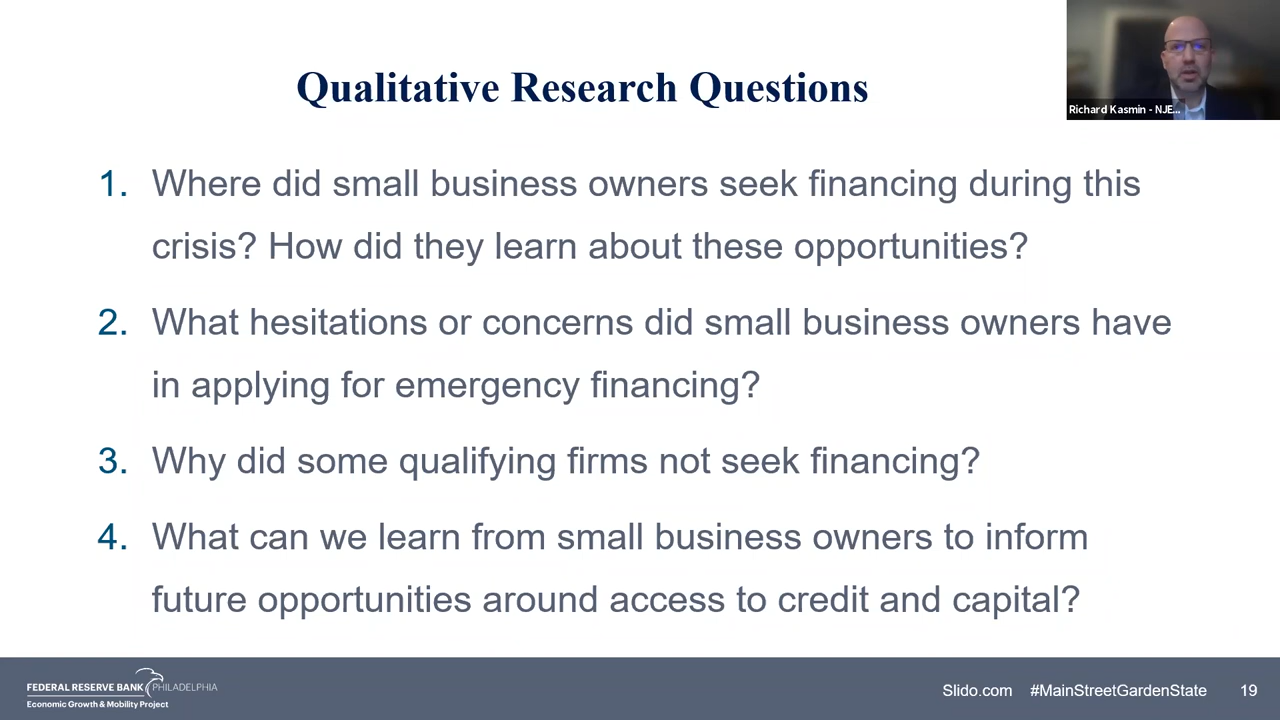 Qualitative Research Questions
Richard Kasmin - NJE...
1. Where did small business owners seek financing during this
crisis? How did they learn about these opportunities?
2. What hesitations or concerns did small business owners have
in applying for emergency financing?
3. Why did some qualifying firms not seek financing?
4. What can we learn from small business owners to inform
future opportunities around access to credit and capital?
FEDERAL RESERVE BANK PHILADELPHIA
Economic Growth & Mobility Project
Slido.com #MainStreetGardenState 19